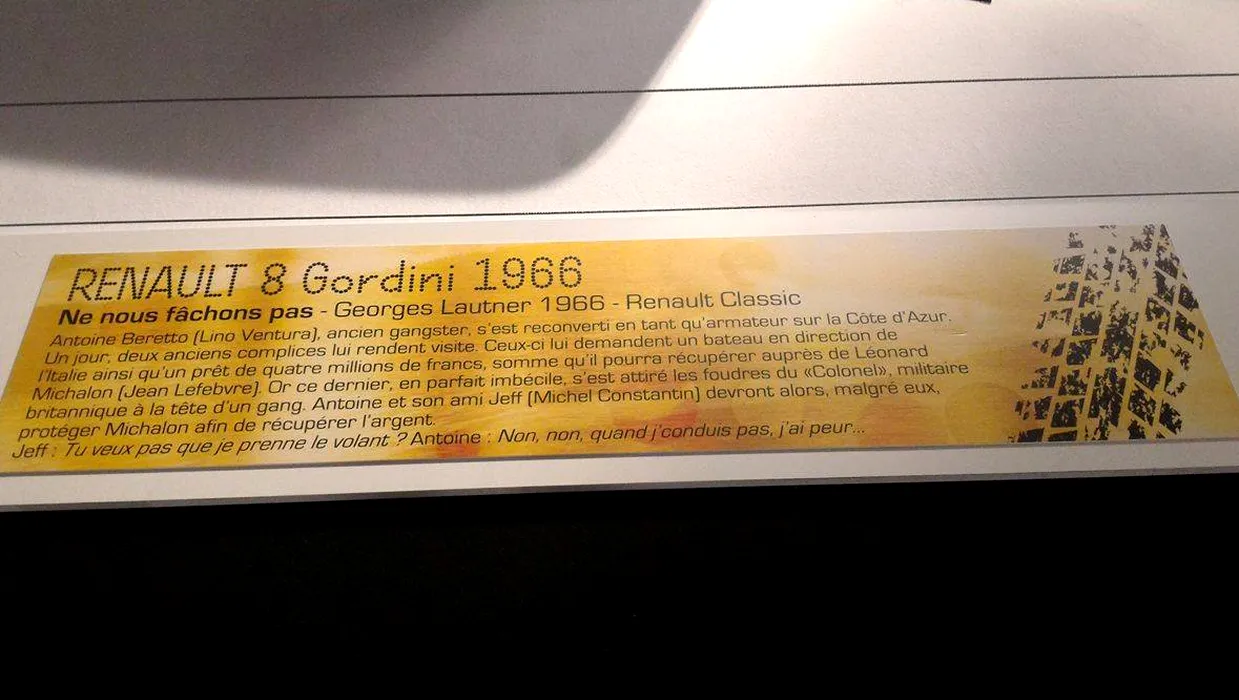 RENAULT 8 Gordini 1966
Ne nous fâchons pas - Georges Lautner 1966 - Renault Classic
Antoine Beretto (Lino Ventura), ancien gangster, s'est reconverti en tant qu'armateur sur la Côte d'Azur.
Un jour, deux anciens complices lui rendent visite. Ceux-ci lui demandent un bateau en direction de
l'Italie ainsi qu'un prêt de quatre millions de francs, somme qu'il pourra récupérer auprès de Léonard
Michalon (Jean Lefebvre). Or ce dernier, en parfait imbécile, s'est attiré les foudres du «Colonel», militaire
britannique à la tête d'un gang. Antoine et son ami Jeff (Michel Constantin) devront alors, malgré eux,
protéger Michalon afin de récupérer l'argent.
Jeff : Tu veux pas que je prenne le volant ? Antoine : Non, non, quand j'conduis pas, j'ai peur...